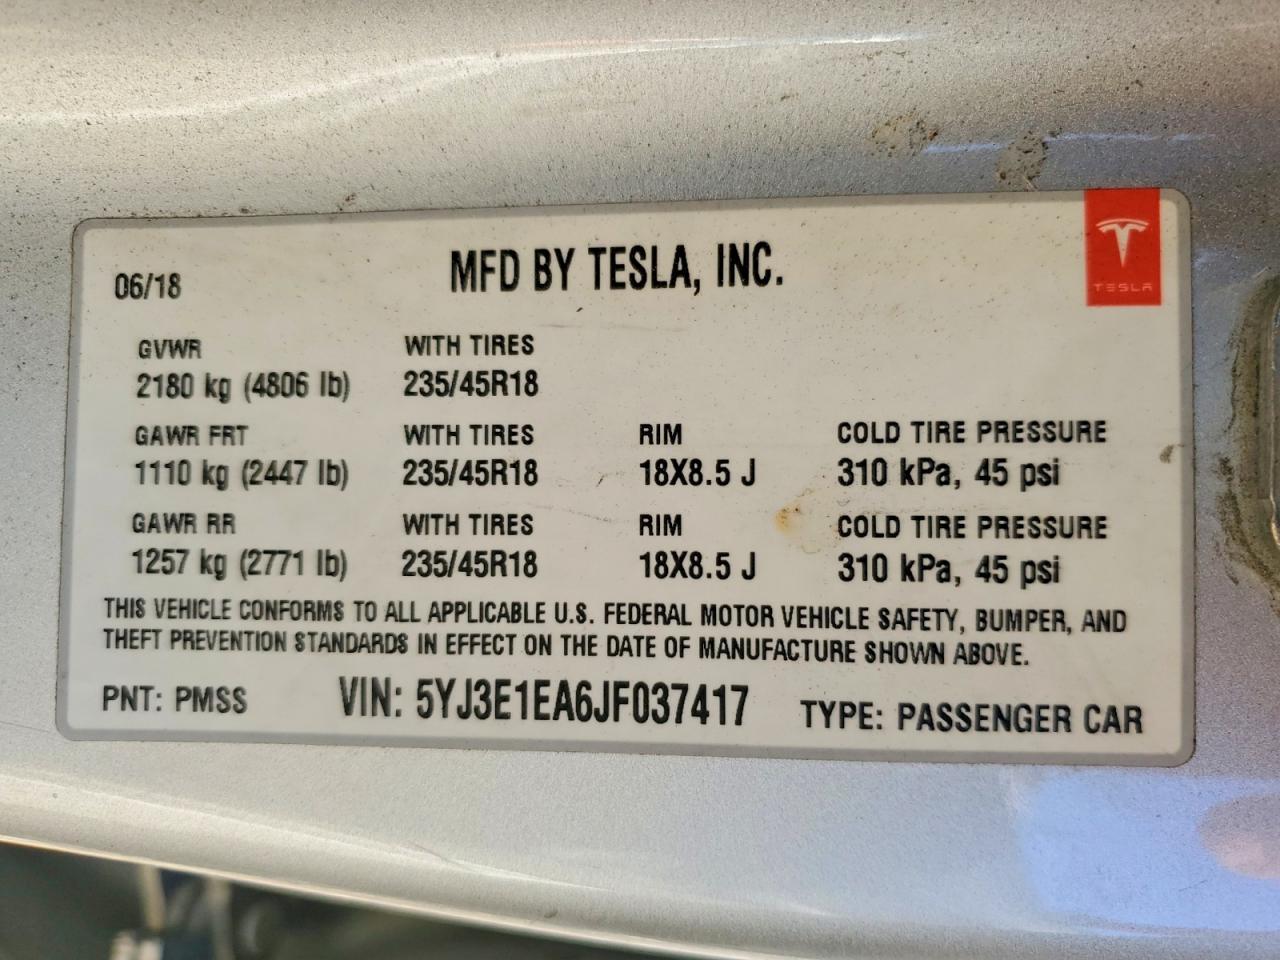 06/18 MFD BY TESLA, INC.
TESLA
GVWR WITH TIRES
2180 kg (4806 lb) 235/45R18
GAWR FRT WITH TIRES RIM COLD TIRE PRESSURE
1110 kg (2447 lb) 235/45R18 18X8.5 J 310 kPa, 45 psi
GAWR RR WITH TIRES RIM COLD TIRE PRESSURE
1257 kg (2771 lb) 235/45R18 18X8.5 J 310 kPa, 45 psi
THIS VEHICLE CONFORMS TO ALL APPLICABLE U.S. FEDERAL MOTOR VEHICLE SAFETY, BUMPER, AND
THEFT PREVENTION STANDARDS IN EFFECT ON THE DATE OF MANUFACTURE SHOWN ABOVE.
PNT: PMSS VIN: 5YJ3E1EA6JF037417 TYPE: PASSENGER CAR